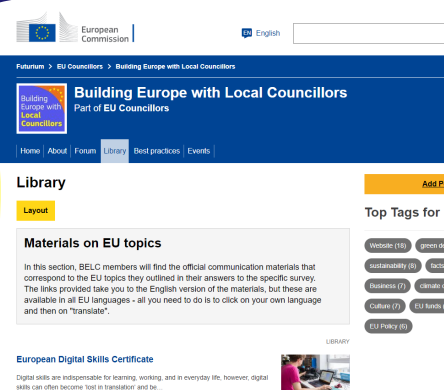 European
Commission
EN English
Futurium > EU Councillors > Building Europe with Local Councillors
Building
Europe with
Local
Councillors
Building Europe with Local Councillors
Part of EU Councillors
Home About Forum Library Best practices Events
Library
Add P
Layout
Top Tags for
Materials on EU topics
Website (18) green de
In this section, BELC members will find the official communication materials that
sustainability (8) facts
correspond to the EU topics they outlined in their answers to the specific survey.
The links provided take you to the English version of the materials, but these are
Business (7) climate c
available in all EU languages - all you need to do is to click on your own language
and then on "translate".
Culture (7) EU funds (
EU Policy (6)
LIBRARY
European Digital Skills Certificate
Digital skills are indispensable for learning, working, and in everyday life, however, digital
skills can often become 'lost in translation' and be...